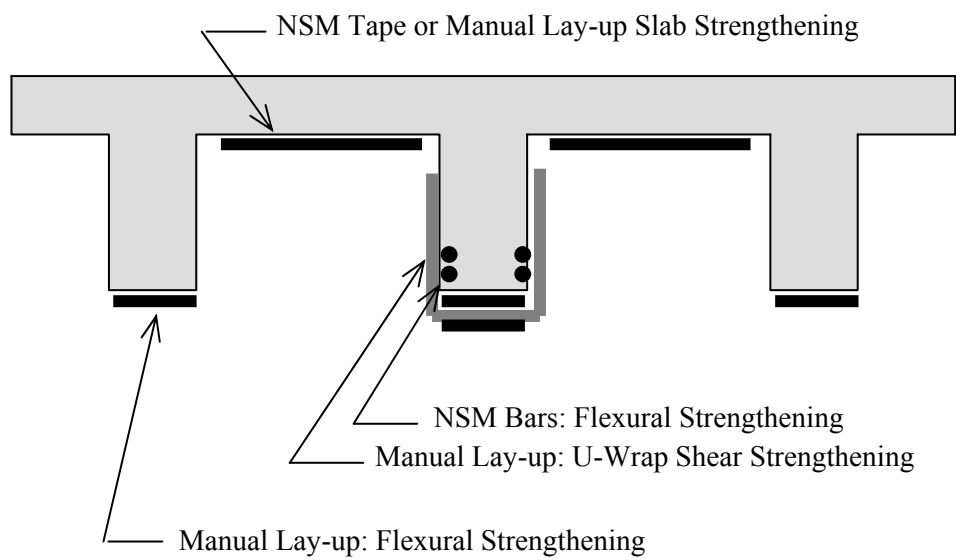 NSM Tape or Manual Lay-up Slab Strengthening
NSM Bars: Flexural Strengthening
Manual Lay-up: U-Wrap Shear Strengthening
Manual Lay-up: Flexural Strengthening